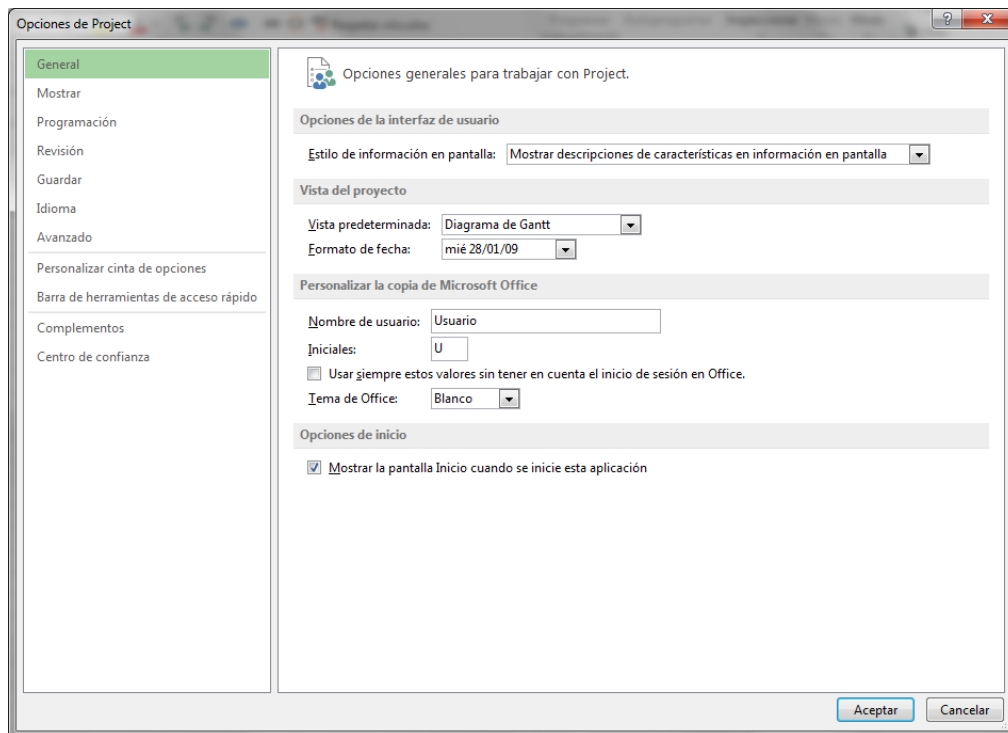 Opciones de Project
General
Mostrar
Programación
Revisión
Guardar
Idioma
Avanzado
Personalizar cinta de opciones
Barra de herramientas de acceso rápido
Complementos
Centro de confianza
Opciones generales para trabajar con Project.
Opciones de la interfaz de usuario
Estilo de información en pantalla: Mostrar descripciones de características en información en pantalla
Vista del proyecto
Vista predeterminada: Diagrama de Gantt
Formato de fecha: mié 28/01/09
Personalizar la copia de Microsoft Office
Nombre de usuario: Usuario
Iniciales: U
Usar siempre estos valores sin tener en cuenta el inicio de sesión en Office.
Tema de Office: Blanco
Opciones de inicio
Mostrar la pantalla Inicio cuando se inicie esta aplicación
Aceptar Cancelar